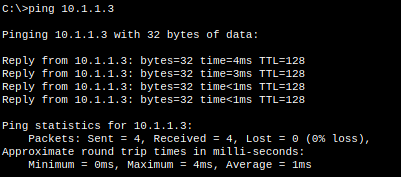 C:\>ping 10.1.1.3
Pinging 10.1.1.3 with 32 bytes of data:
Reply from 10.1.1.3: bytes=32 time=4ms TTL=128
Reply from 10.1.1.3: bytes=32 time=3ms TTL=128
Reply from 10.1.1.3: bytes=32 time<1ms TTL=128
Reply from 10.1.1.3: bytes=32 time<1ms TTL=128
Ping statistics for 10.1.1.3:
    Packets: Sent = 4, Received = 4, Lost = 0 (0% loss),
Approximate round trip times in milli-seconds:
    Minimum = 0ms, Maximum = 4ms, Average = 1ms